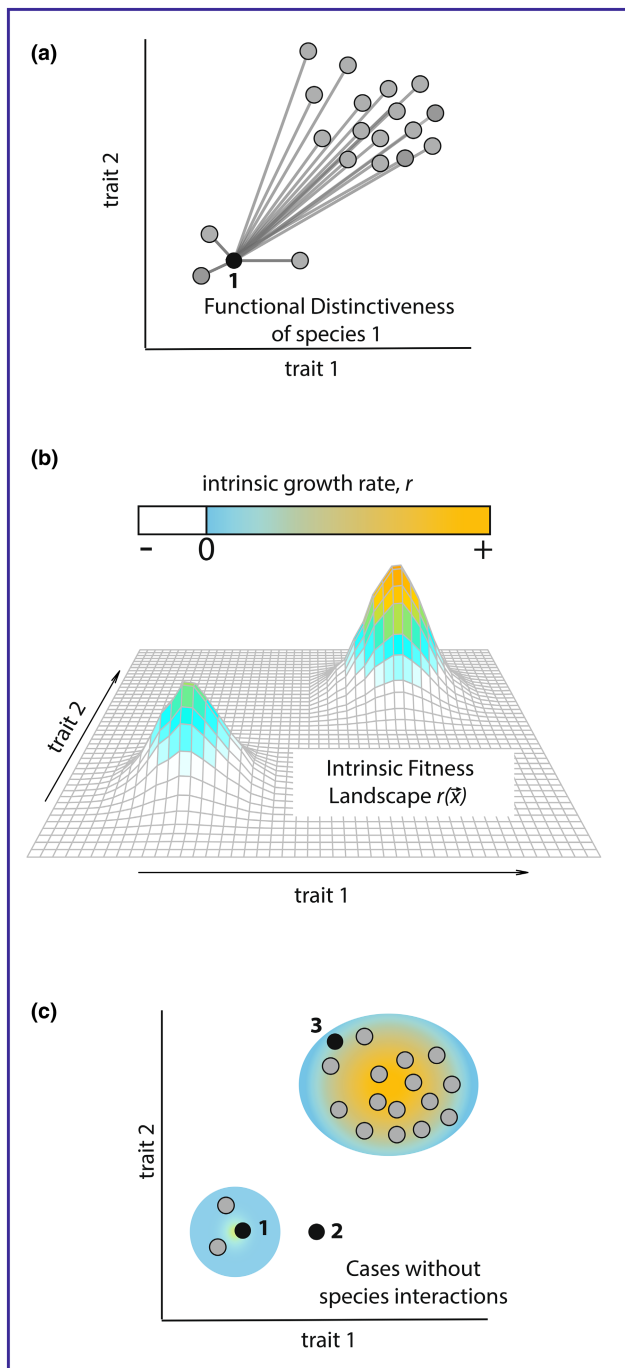 (a)
trait 2
1
Functional Distinctiveness
of species 1
trait 1
(b)
intrinsic growth rate, r
- 0 +
trait 2
Intrinsic Fitness
Landscape r(x⃗)
trait 1
(c)
3
trait 2
1 2
Cases without
species interactions
trait 1